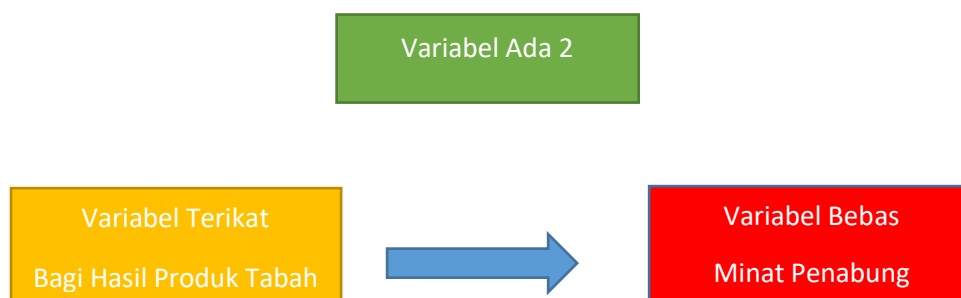 Variabel Ada 2
Variabel Terikat
Bagi Hasil Produk Tabah
Variabel Bebas
Minat Penabung